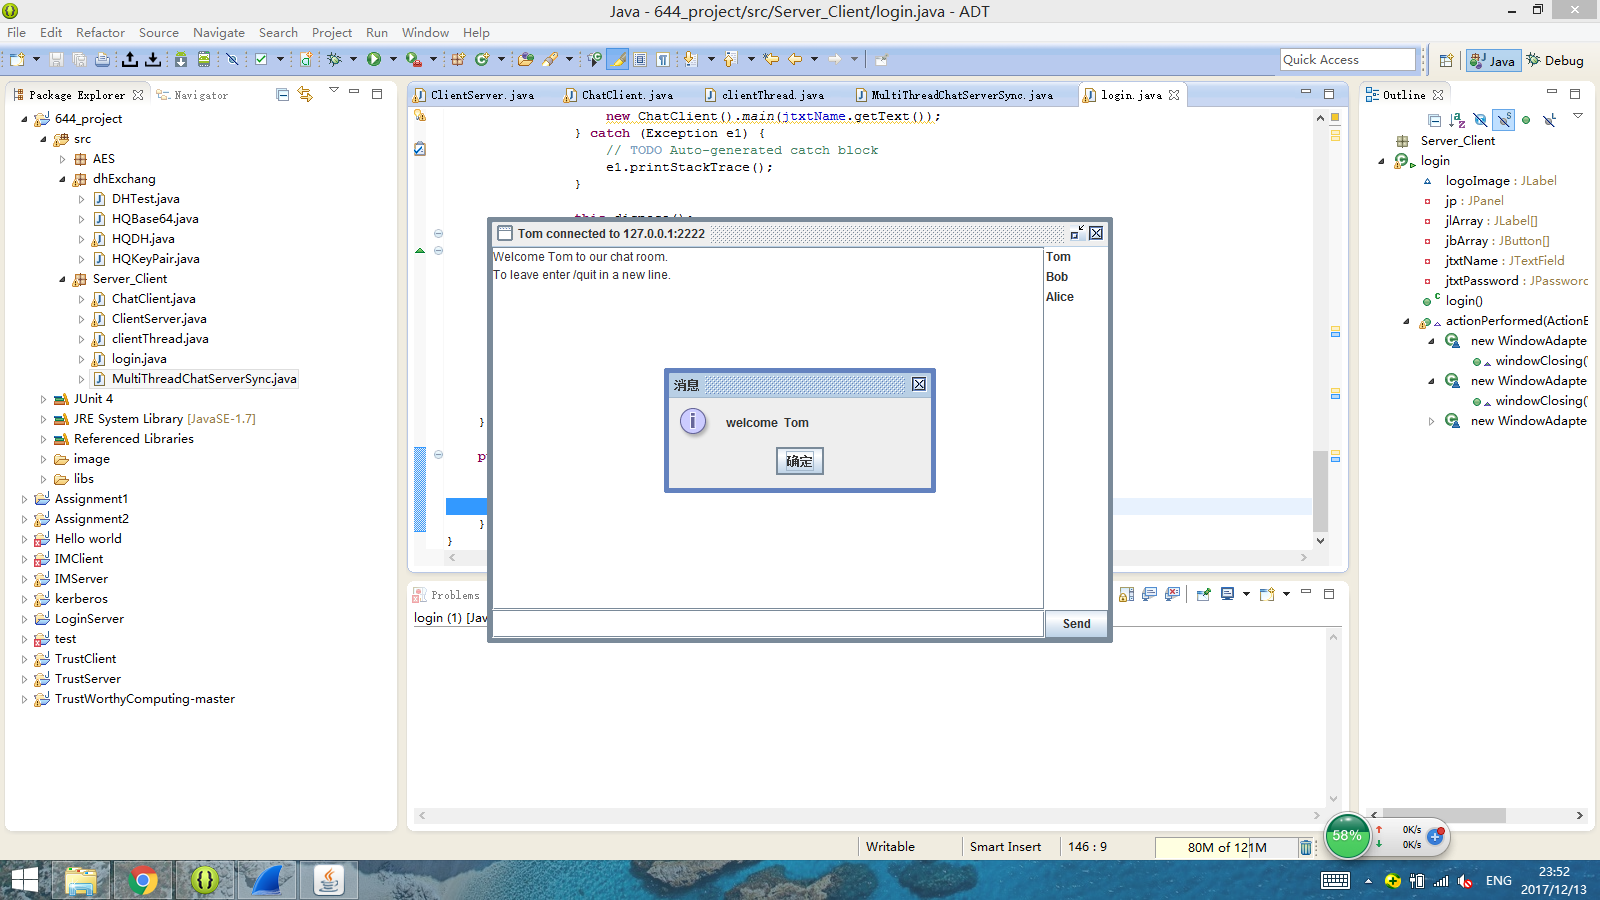 Java - 644_project/src/Server_Client/login.java - ADT
File Edit Refactor Source Navigate Search Project Run Window Help
Quick Access
Java
Debug
Package Explorer
Navigator
644_project
src
AES
dhExchang
DHTest.java
HQBase64.java
HQDH.java
HQKeyPair.java
Server_Client
ChatClient.java
ClientServer.java
clientThread.java
login.java
MultiThreadChatServerSync.java
JUnit 4
JRE System Library [JavaSE-1.7]
Referenced Libraries
image
libs
Assignment1
Assignment2
Hello world
IMClient
IMServer
kerberos
LoginServer
test
TrustClient
TrustServer
TrustWorthyComputing-master
ClientServer.java
ChatClient.java
clientThread.java
MultiThreadChatServerSync.java
login.java
new ChatClient().main(jtxtName.getText());
} catch (Exception e1) {
// TODO Auto-generated catch block
e1.printStackTrace();
}
}
}
}
Tom connected to 127.0.0.1:2222
Welcome Tom to our chat room.
To leave enter /quit in a new line.
Tom
Bob
Alice
消息
welcome Tom
确定
Send
Problems
login (1) [Jav
Outline
Server_Client
login
logoImage : JLabel
jp : JPanel
jlArray : JLabel[]
jbArray : JButton[]
jtxtName : JTextField
jtxtPassword : JPassword
login()
actionPerformed(ActionE
new WindowAdapte
windowClosing(
new WindowAdapte
windowClosing(
new WindowAdapte
Writable
Smart Insert
146 : 9
80M of 121M
58%
0K/s
0K/s
ENG
23:52
2017/12/13